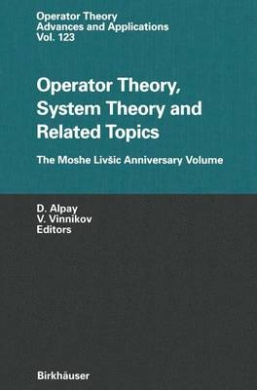 Operator Theory
Advances and Applications
Vol. 123
Operator Theory,
System Theory and
Related Topics
The Moshe Livšic Anniversary Volume
D. Alpay
V. Vinnikov
Editors
Birkhäuser